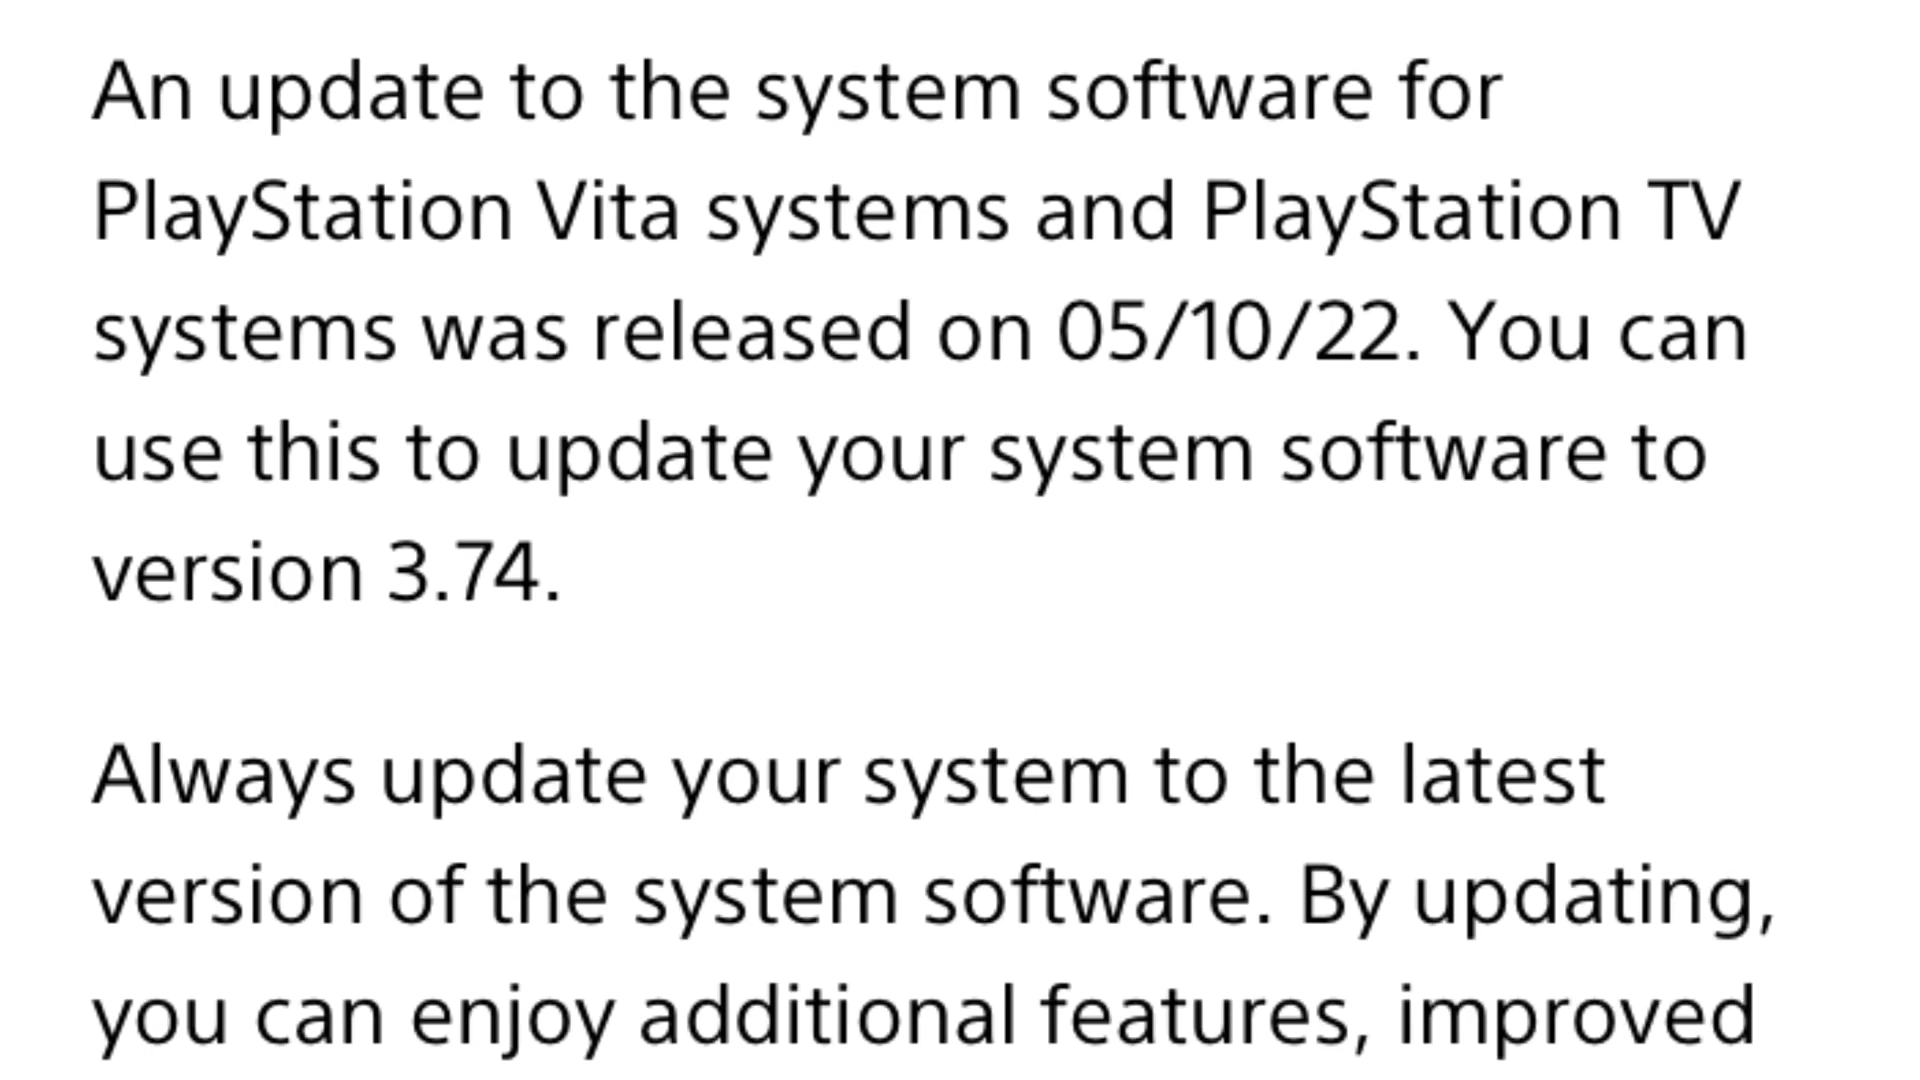 An update to the system software for
PlayStation Vita systems and PlayStation TV
systems was released on 05/10/22. You can
use this to update your system software to
version 3.74.
Always update your system to the latest
version of the system software. By updating,
you can enjoy additional features, improved